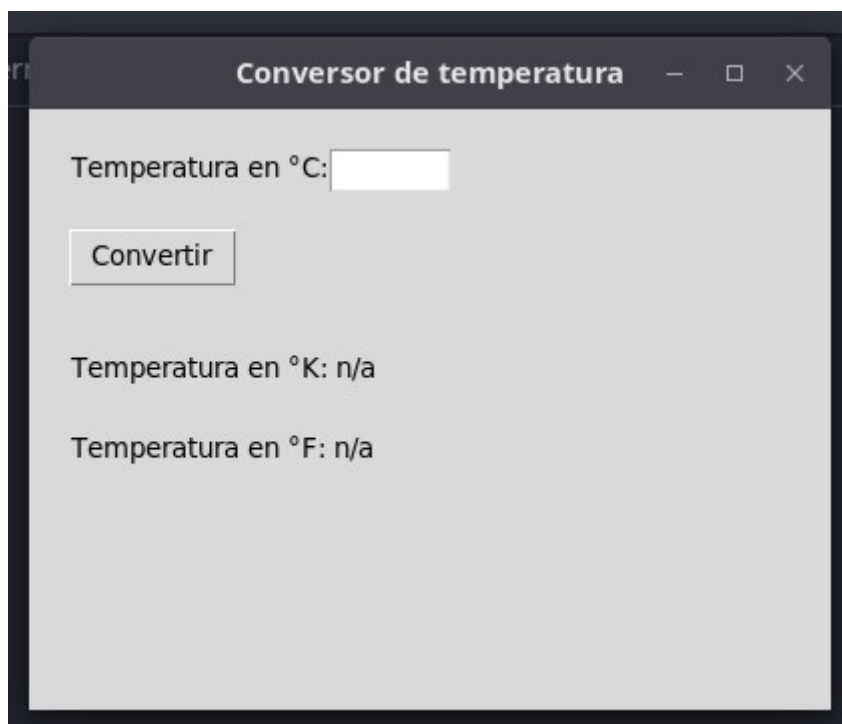 Conversor de temperatura
Temperatura en °C:
Convertir
Temperatura en °K: n/a
Temperatura en °F: n/a